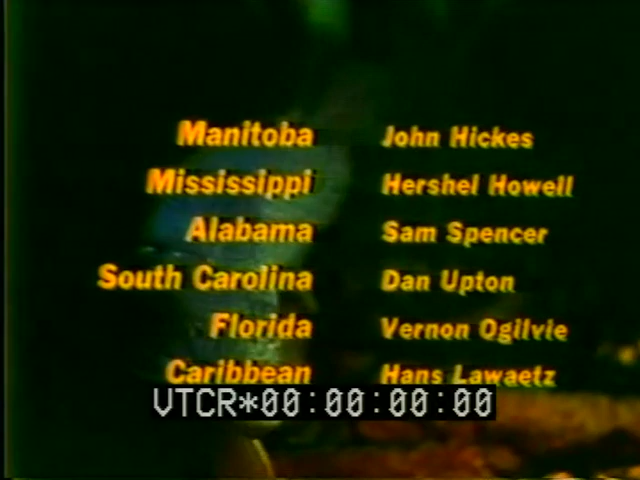 Manitoba John Hickes
Mississippi Hershel Howell
Alabama Sam Spencer
South Carolina Dan Upton
Florida Vernon Ogilvie
Caribbean Hans Lawaetz
VTCR*00:00:00:00